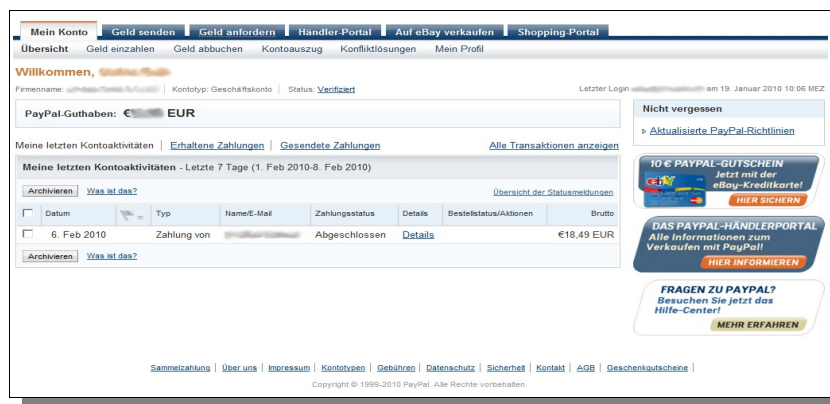 Mein Konto Geld senden Geld anfordern Händler-Portal Auf eBay verkaufen Shopping-Portal
Übersicht Geld einzahlen Geld abbuchen Kontoauszug Konfliktlösungen Mein Profil
Willkommen,
Firmenname: | Kontotyp: Geschäftskonto | Status: Verifiziert
Letzter Login am 19. Januar 2010 10:06 MEZ
PayPal-Guthaben: € EUR
Meine letzten Kontoaktivitäten | Erhaltene Zahlungen | Gesendete Zahlungen Alle Transaktionen anzeigen
Meine letzten Kontoaktivitäten - Letzte 7 Tage (1. Feb 2010-8. Feb 2010)
Archivieren Was ist das? Übersicht der Statusmeldungen
Datum Typ Name/E-Mail Zahlungsstatus Details Bestellstatus/Aktionen Brutto
6. Feb 2010 Zahlung von Abgeschlossen Details €18,49 EUR
Archivieren Was ist das?
Nicht vergessen
Aktualisierte PayPal-Richtlinien
10 € PAYPAL-GUTSCHEIN
Jetzt mit der
eBay-Kreditkarte!
HIER SICHERN
DAS PAYPAL-HÄNDLERPORTAL
Alle Informationen zum
Verkaufen mit PayPal!
HIER INFORMIEREN
FRAGEN ZU PAYPAL?
Besuchen Sie jetzt das
Hilfe-Center!
MEHR ERFAHREN
Sammelzahlung | Über uns | Impressum | Kontotypen | Gebühren | Datenschutz | Sicherheit | Kontakt | AGB | Geschenkgutscheine |
Copyright © 1999-2010 PayPal. Alle Rechte vorbehalten.